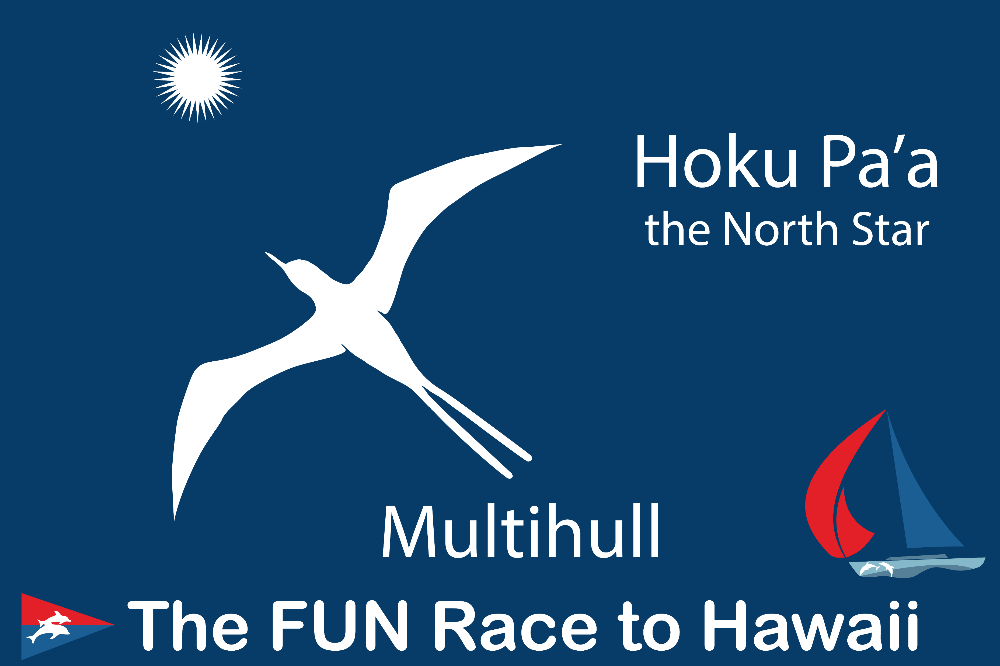 Hoku Pa’a
the North Star
Multihull
The FUN Race to Hawaii